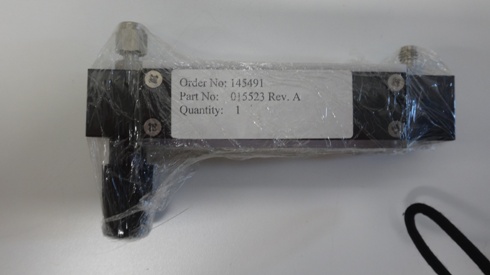 Order No: 145491
Part No: 015523 Rev. A
Quantity: 1